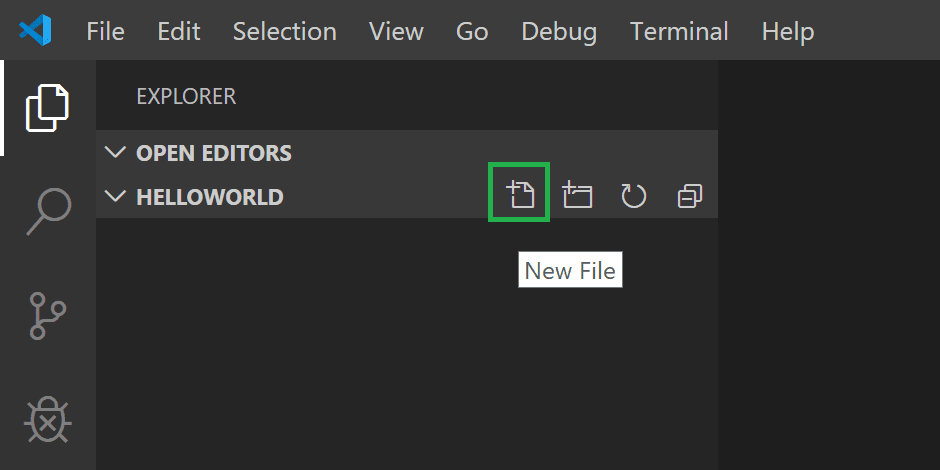 File Edit Selection View Go Debug Terminal Help
EXPLORER
OPEN EDITORS
HELLOWORLD
New File